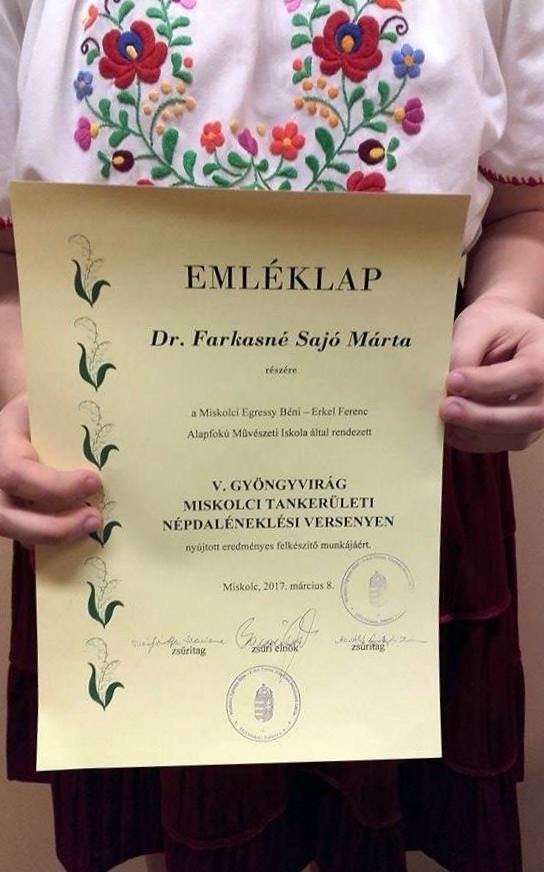 EMLÉKLAP
Dr. Farkasné Sajó Márta
részére
a Miskolci Egressy Béni – Erkel Ferenc
Alapfokú Művészeti Iskola által rendezett
V. GYÖNGYVIRÁG
MISKOLCI TANKERÜLETI
NÉPDALÉNEKLÉSI VERSENYEN
nyújtott eredményes felkészítő munkájáért.
Miskolc, 2017. március 8.
zsűritag zsűri elnök zsűritag